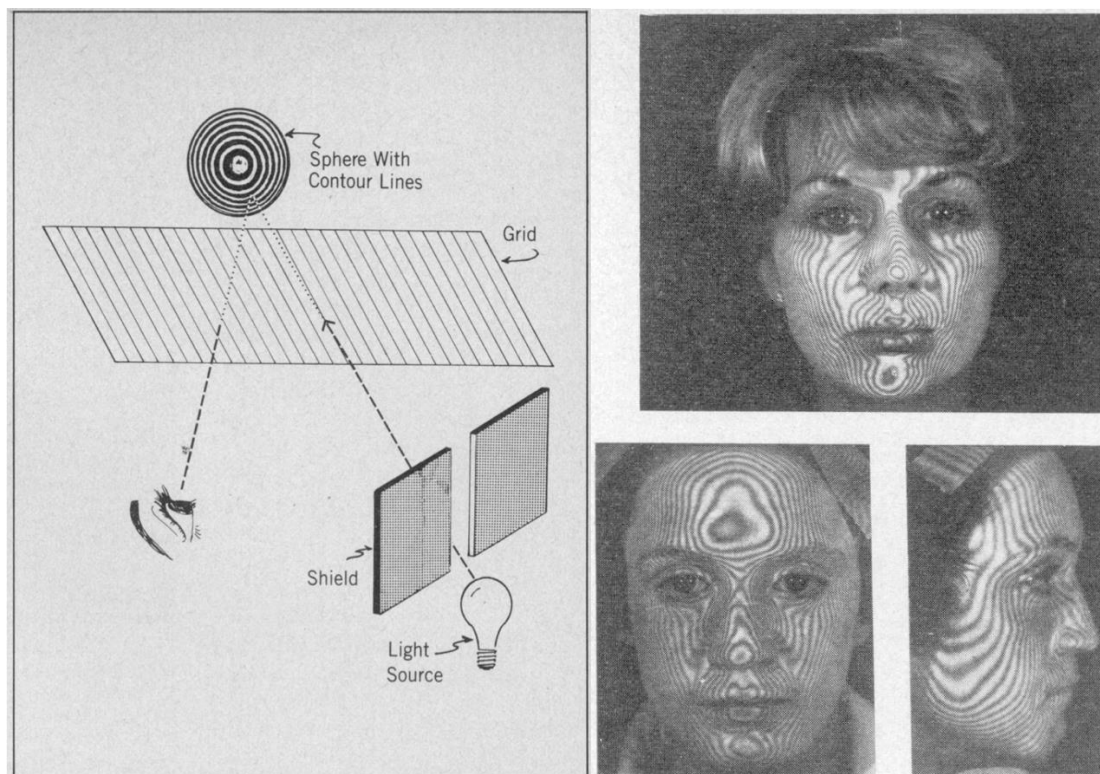 Sphere With
Contour Lines
Grid
Shield
Light
Source